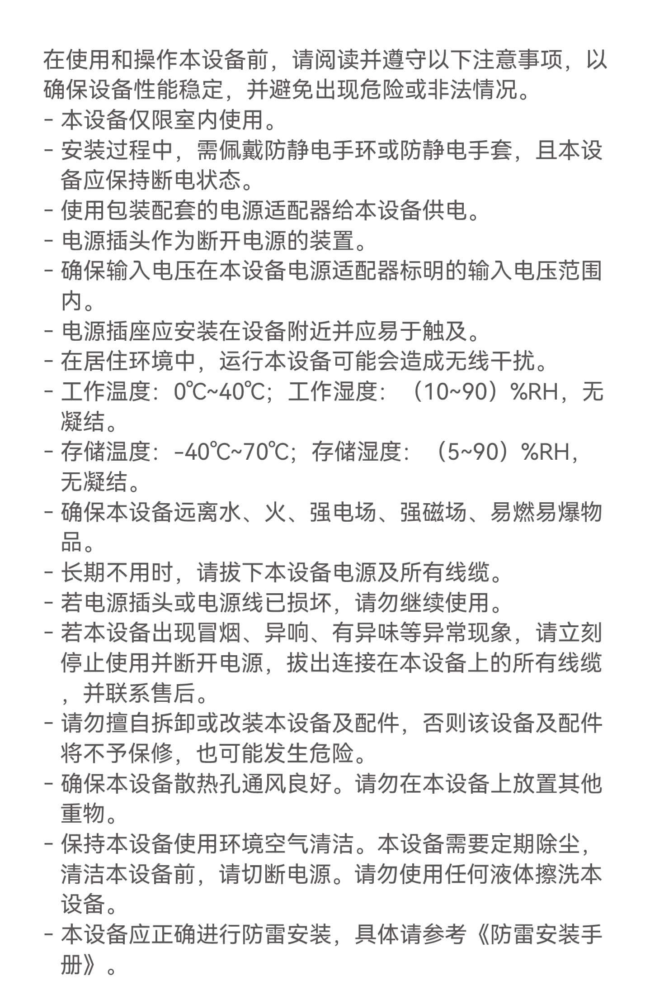 在使用和操作本设备前，请阅读并遵守以下注意事项，以
确保设备性能稳定，并避免出现危险或非法情况。
- 本设备仅限室内使用。
- 安装过程中，需佩戴防静电手环或防静电手套，且本设
备应保持断电状态。
- 使用包装配套的电源适配器给本设备供电。
- 电源插头作为断开电源的装置。
- 确保输入电压在本设备电源适配器标明的输入电压范围
内。
- 电源插座应安装在设备附近并应易于触及。
- 在居住环境中，运行本设备可能会造成无线干扰。
- 工作温度：0℃~40℃；工作湿度：（10~90）%RH，无
凝结。
- 存储温度：-40℃~70℃；存储湿度：（5~90）%RH，
无凝结。
- 确保本设备远离水、火、强电场、强磁场、易燃易爆物
品。
- 长期不用时，请拔下本设备电源及所有线缆。
- 若电源插头或电源线已损坏，请勿继续使用。
- 若本设备出现冒烟、异响、有异味等异常现象，请立刻
停止使用并断开电源，拔出连接在本设备上的所有线缆
，并联系售后。
- 请勿擅自拆卸或改装本设备及配件，否则该设备及配件
将不予保修，也可能发生危险。
- 确保本设备散热孔通风良好。请勿在本设备上放置其他
重物。
- 保持本设备使用环境空气清洁。本设备需要定期除尘，
清洁本设备前，请切断电源。请勿使用任何液体擦洗本
设备。
- 本设备应正确进行防雷安装，具体请参考《防雷安装手
册》。